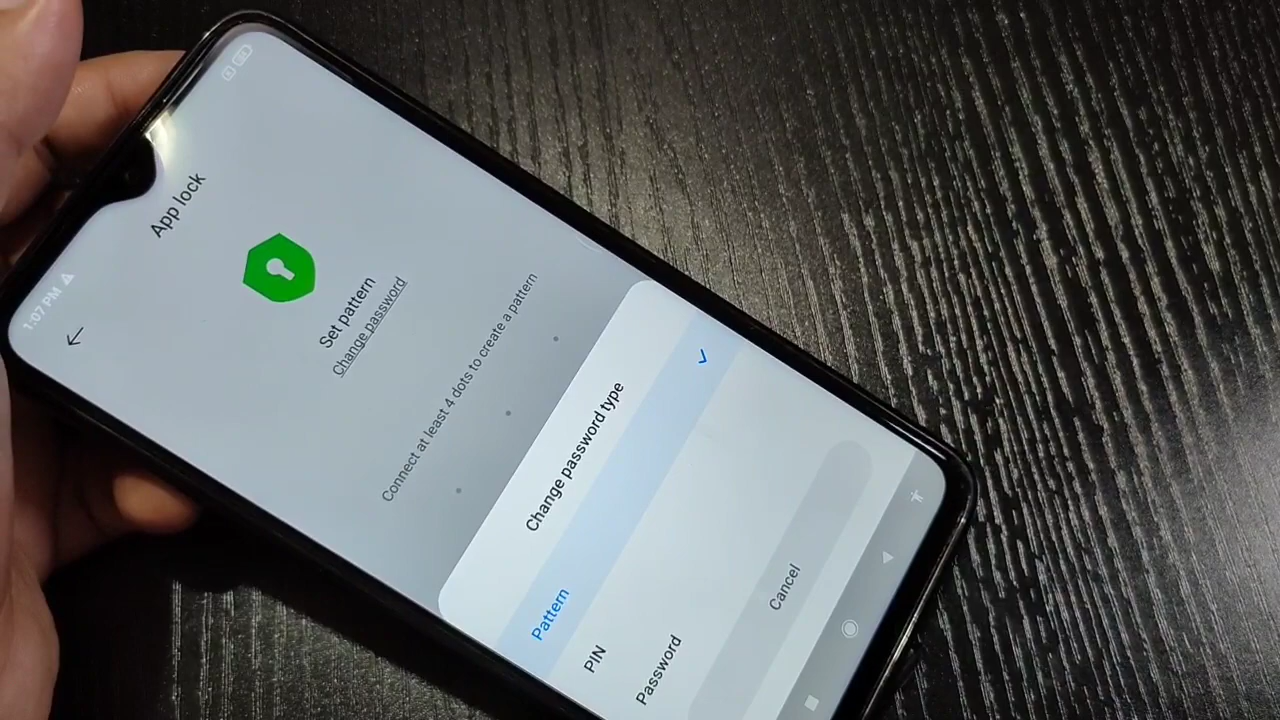 1:07 PM
App lock
Set pattern
Change password
Connect at least 4 dots to create a pattern
Change password type
Pattern
PIN
Password
Cancel